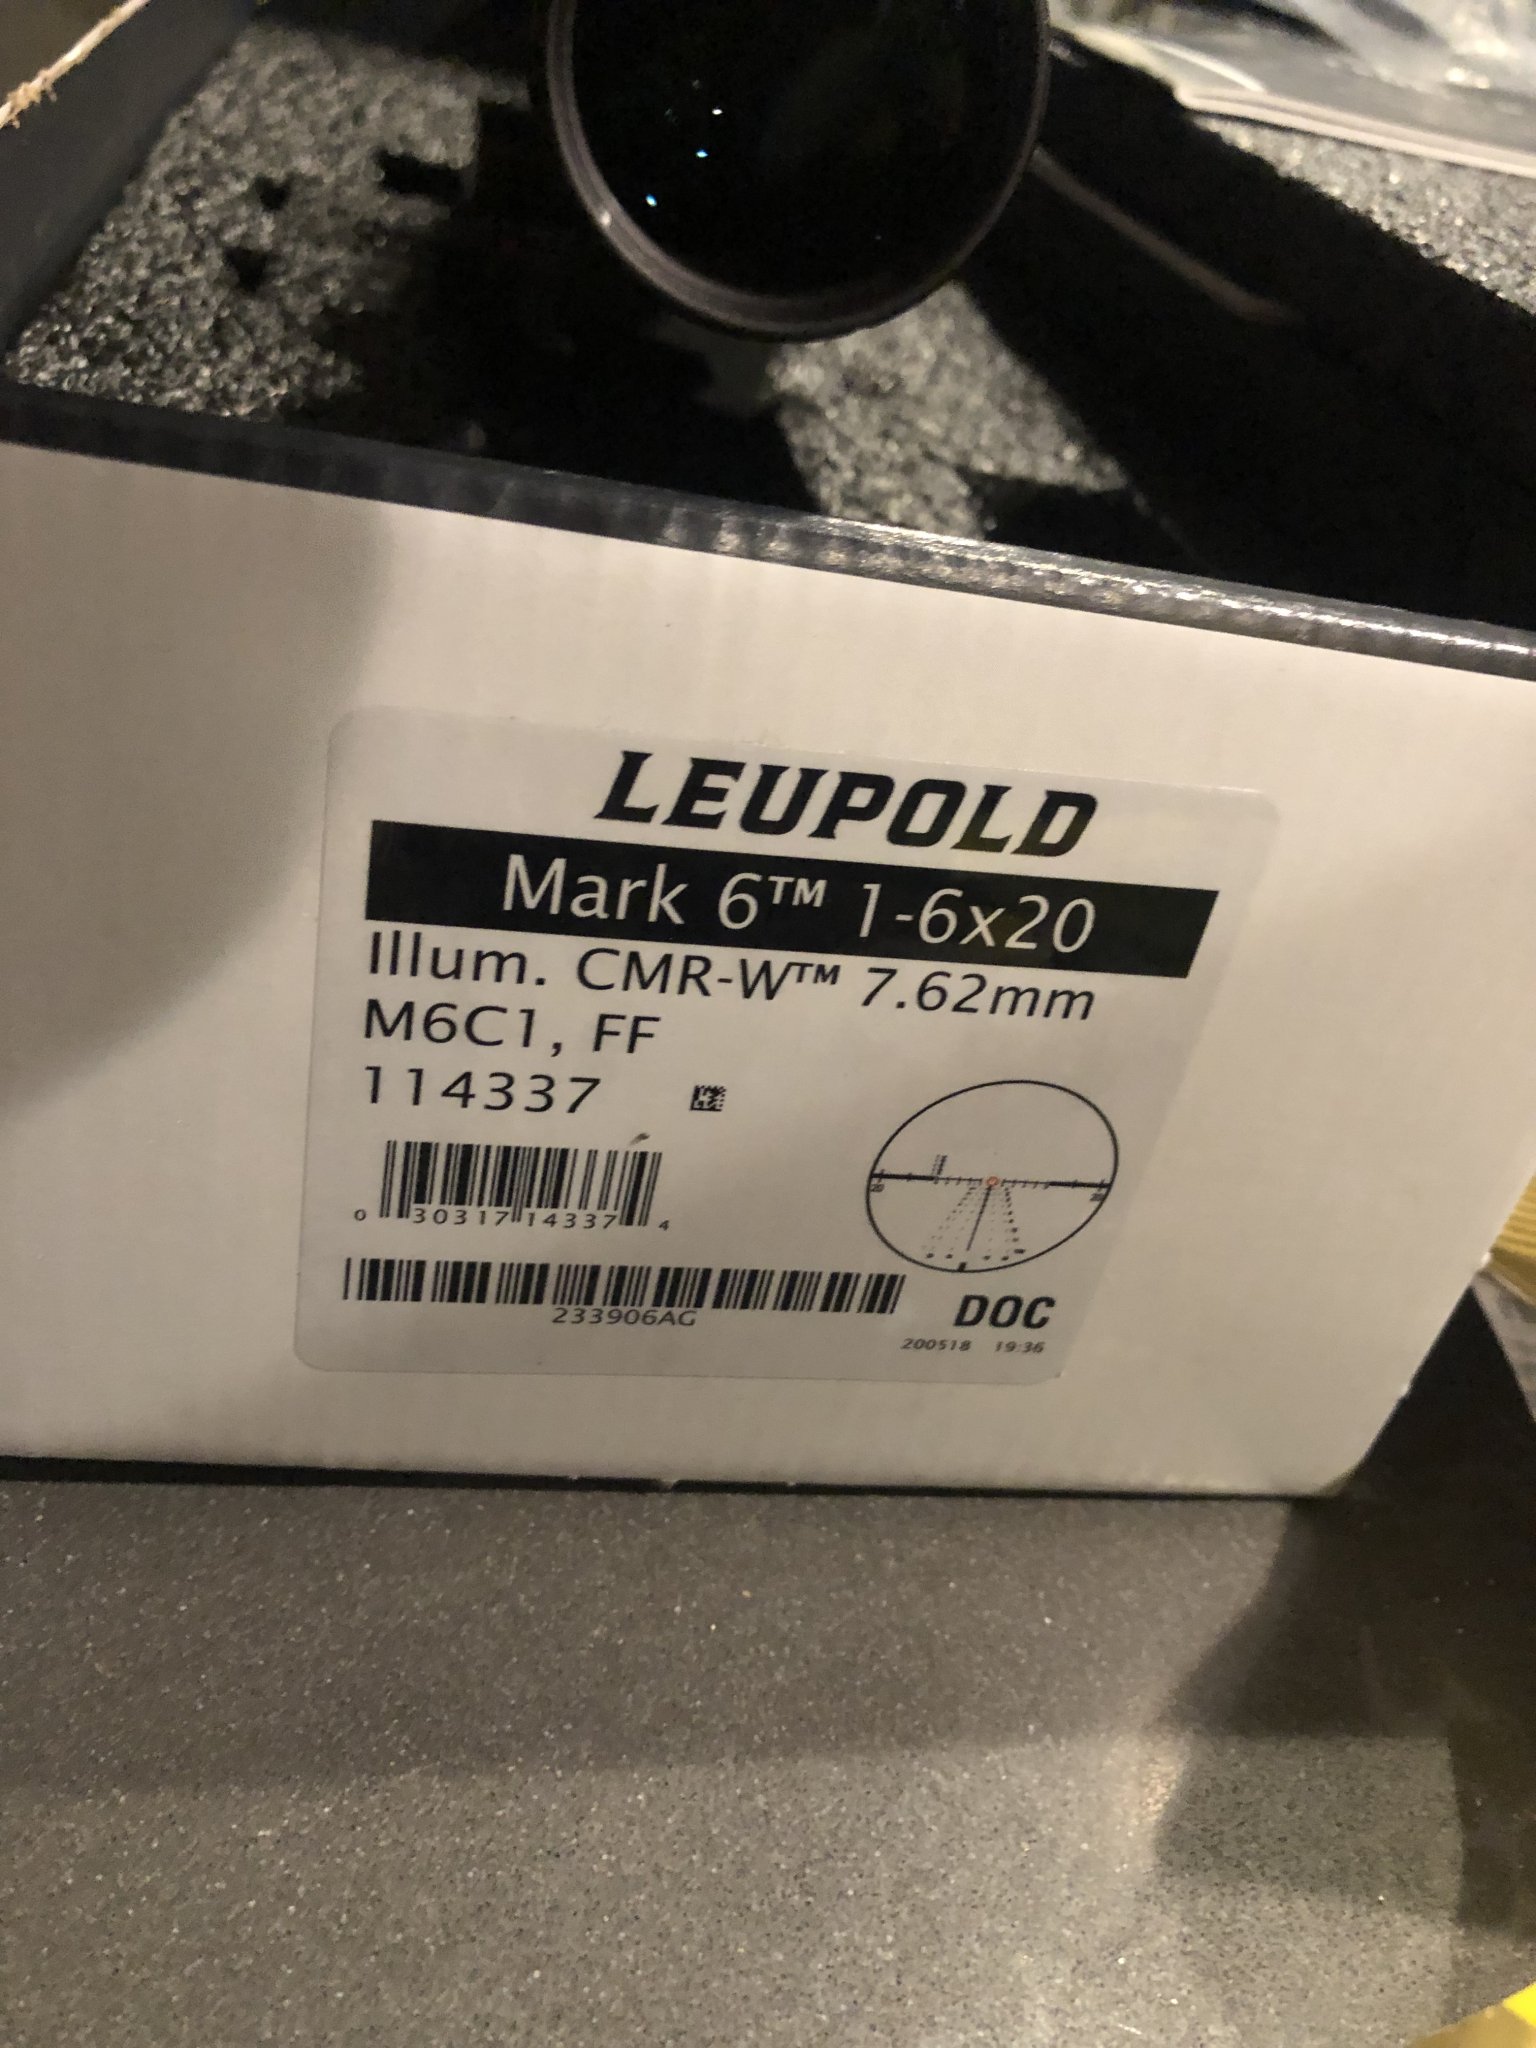 LEUPOLD
Mark 6™ 1-6x20
Illum. CMR-W™ 7.62mm
M6C1, FF
114337
0 30317 14337 4
233906AG
DOC
200518 19:36